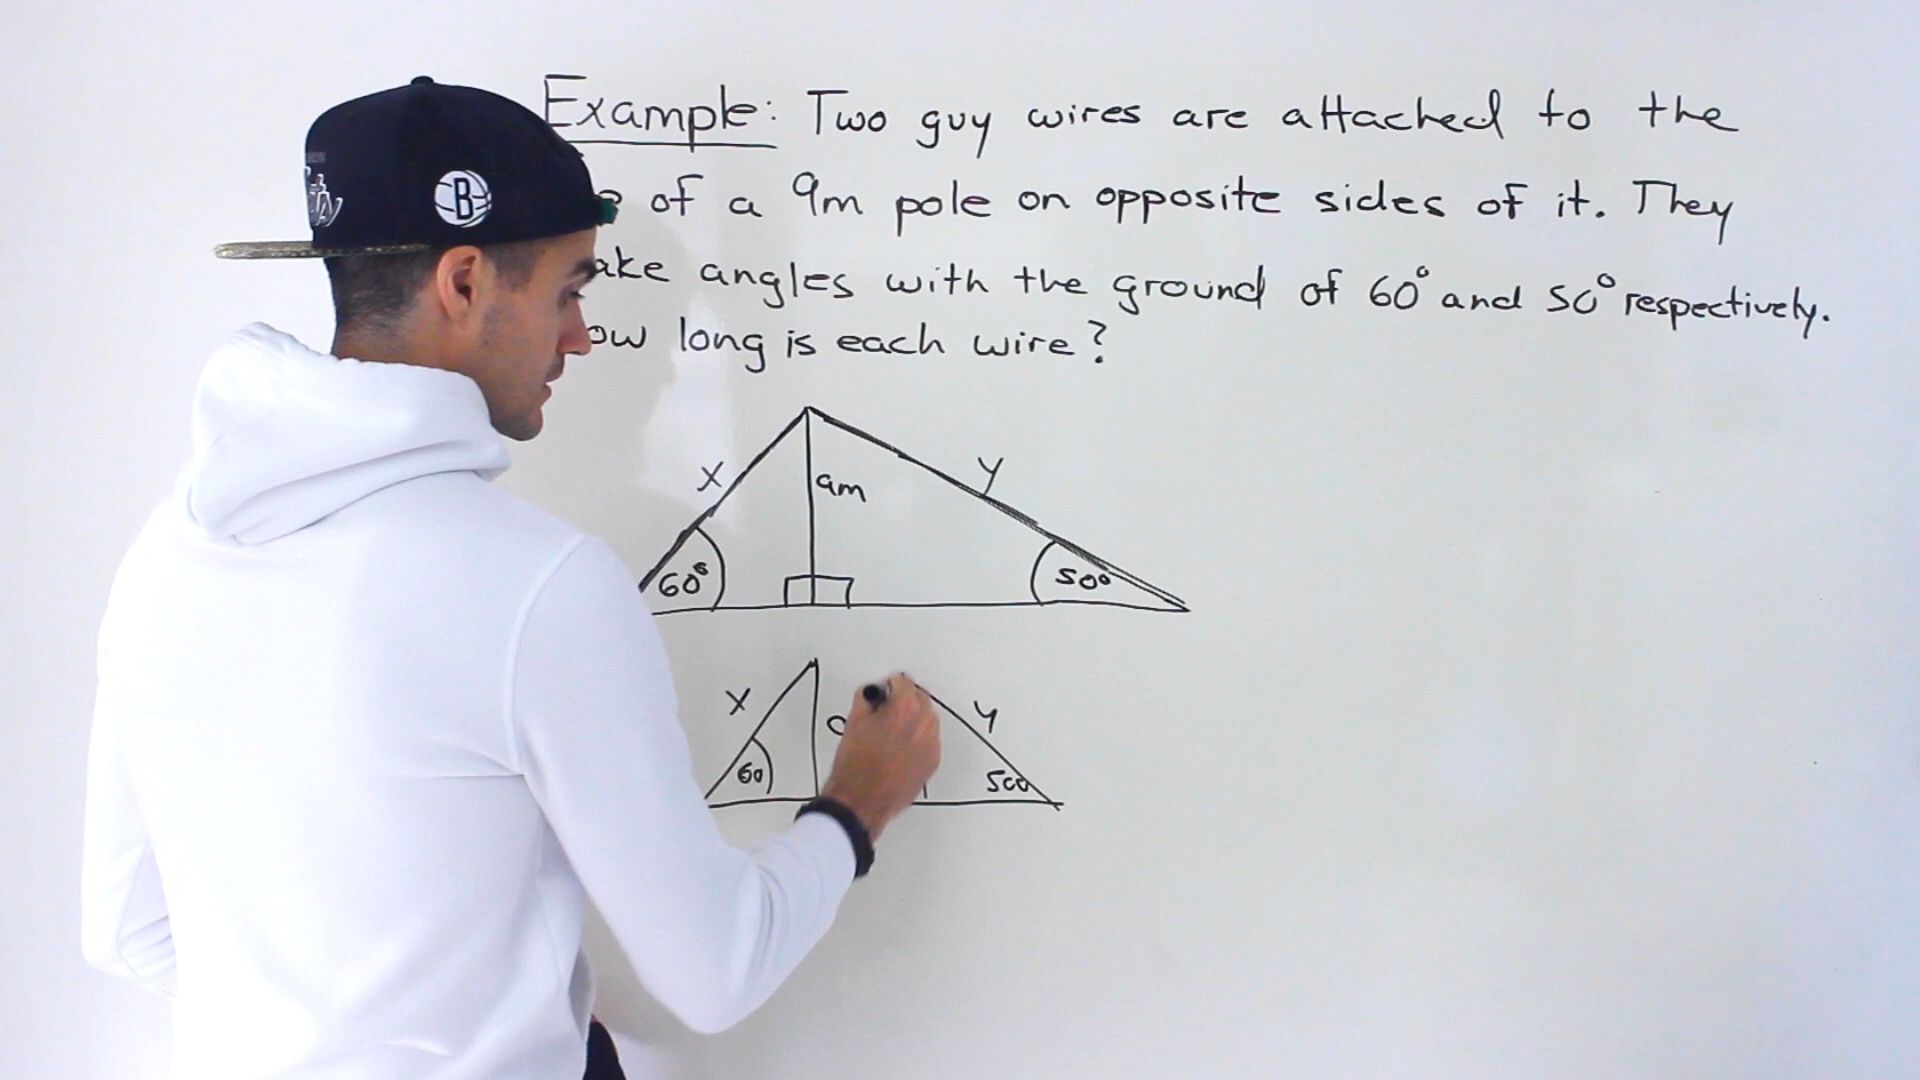 Example: Two guy wires are attached to the
of a 9m pole on opposite sides of it. They
ake angles with the ground of 60° and 50° respectively.
ow long is each wire?
x 9m y
60° 50°
x y
60 50
B